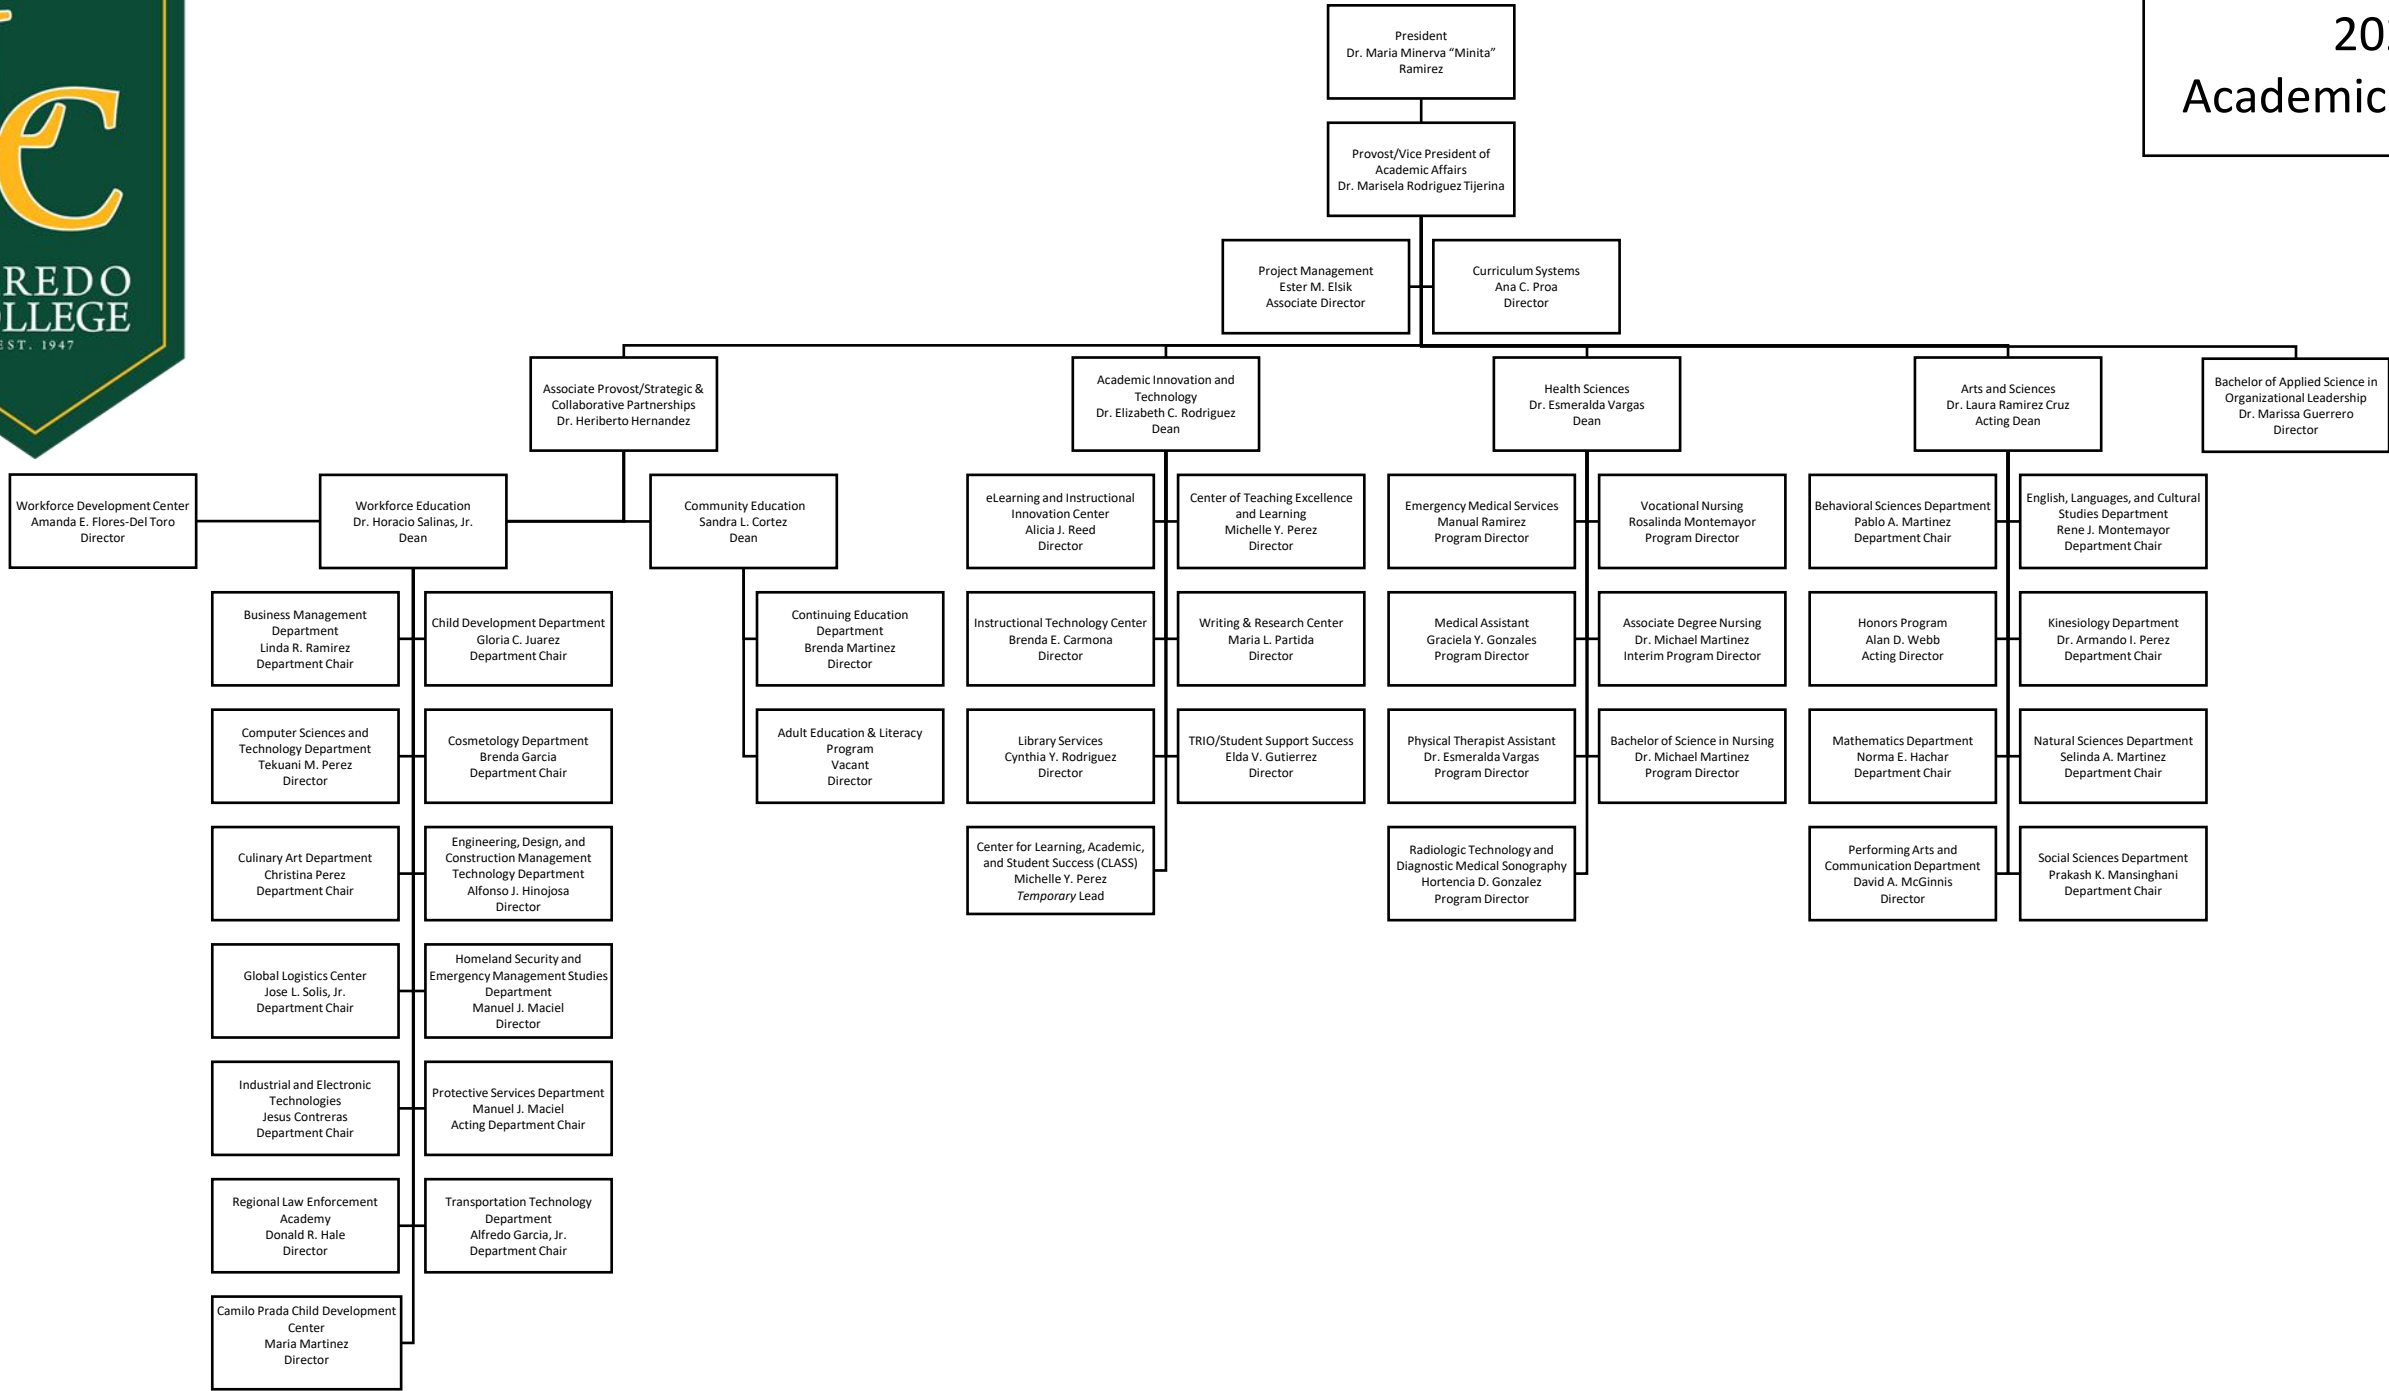 EST. 1947
202
Academic
President
Dr. Maria Minerva “Minita”
Ramirez
Provost/Vice President of
Academic Affairs
Dr. Marisela Rodriguez Tijerina
Project Management
Ester M. Elsik
Associate Director
Curriculum Systems
Ana C. Proa
Director
Associate Provost/Strategic &
Collaborative Partnerships
Dr. Heriberto Hernandez
Academic Innovation and
Technology
Dr. Elizabeth C. Rodriguez
Dean
Health Sciences
Dr. Esmeralda Vargas
Dean
Arts and Sciences
Dr. Laura Ramirez Cruz
Acting Dean
Bachelor of Applied Science in
Organizational Leadership
Dr. Marissa Guerrero
Director
Workforce Development Center
Amanda E. Flores-Del Toro
Director
Workforce Education
Dr. Horacio Salinas, Jr.
Dean
Community Education
Sandra L. Cortez
Dean
Business Management
Department
Linda R. Ramirez
Department Chair
Child Development Department
Gloria C. Juarez
Department Chair
Computer Sciences and
Technology Department
Tekuani M. Perez
Director
Cosmetology Department
Brenda Garcia
Department Chair
Culinary Art Department
Christina Perez
Department Chair
Engineering, Design, and
Construction Management
Technology Department
Alfonso J. Hinojosa
Director
Global Logistics Center
Jose L. Solis, Jr.
Department Chair
Homeland Security and
Emergency Management Studies
Department
Manuel J. Maciel
Director
Industrial and Electronic
Technologies
Jesus Contreras
Department Chair
Protective Services Department
Manuel J. Maciel
Acting Department Chair
Regional Law Enforcement
Academy
Donald R. Hale
Director
Transportation Technology
Department
Alfredo Garcia, Jr.
Department Chair
Camilo Prada Child Development
Center
Maria Martinez
Director
Continuing Education
Department
Brenda Martinez
Director
Adult Education & Literacy
Program
Vacant
Director
eLearning and Instructional
Innovation Center
Alicia J. Reed
Director
Center of Teaching Excellence
and Learning
Michelle Y. Perez
Director
Instructional Technology Center
Brenda E. Carmona
Director
Writing & Research Center
Maria L. Partida
Director
Library Services
Cynthia Y. Rodriguez
Director
TRIO/Student Support Success
Elda V. Gutierrez
Director
Center for Learning, Academic,
and Student Success (CLASS)
Michelle Y. Perez
Temporary Lead
Emergency Medical Services
Manual Ramirez
Program Director
Vocational Nursing
Rosalinda Montemayor
Program Director
Medical Assistant
Graciela Y. Gonzales
Program Director
Associate Degree Nursing
Dr. Michael Martinez
Interim Program Director
Physical Therapist Assistant
Dr. Esmeralda Vargas
Program Director
Bachelor of Science in Nursing
Dr. Michael Martinez
Program Director
Radiologic Technology and
Diagnostic Medical Sonography
Hortencia D. Gonzalez
Program Director
Behavioral Sciences Department
Pablo A. Martinez
Department Chair
English, Languages, and Cultural
Studies Department
Rene J. Montemayor
Department Chair
Honors Program
Alan D. Webb
Acting Director
Kinesiology Department
Dr. Armando I. Perez
Department Chair
Mathematics Department
Norma E. Hachar
Department Chair
Natural Sciences Department
Selinda A. Martinez
Department Chair
Performing Arts and
Communication Department
David A. McGinnis
Director
Social Sciences Department
Prakash K. Mansinghani
Department Chair